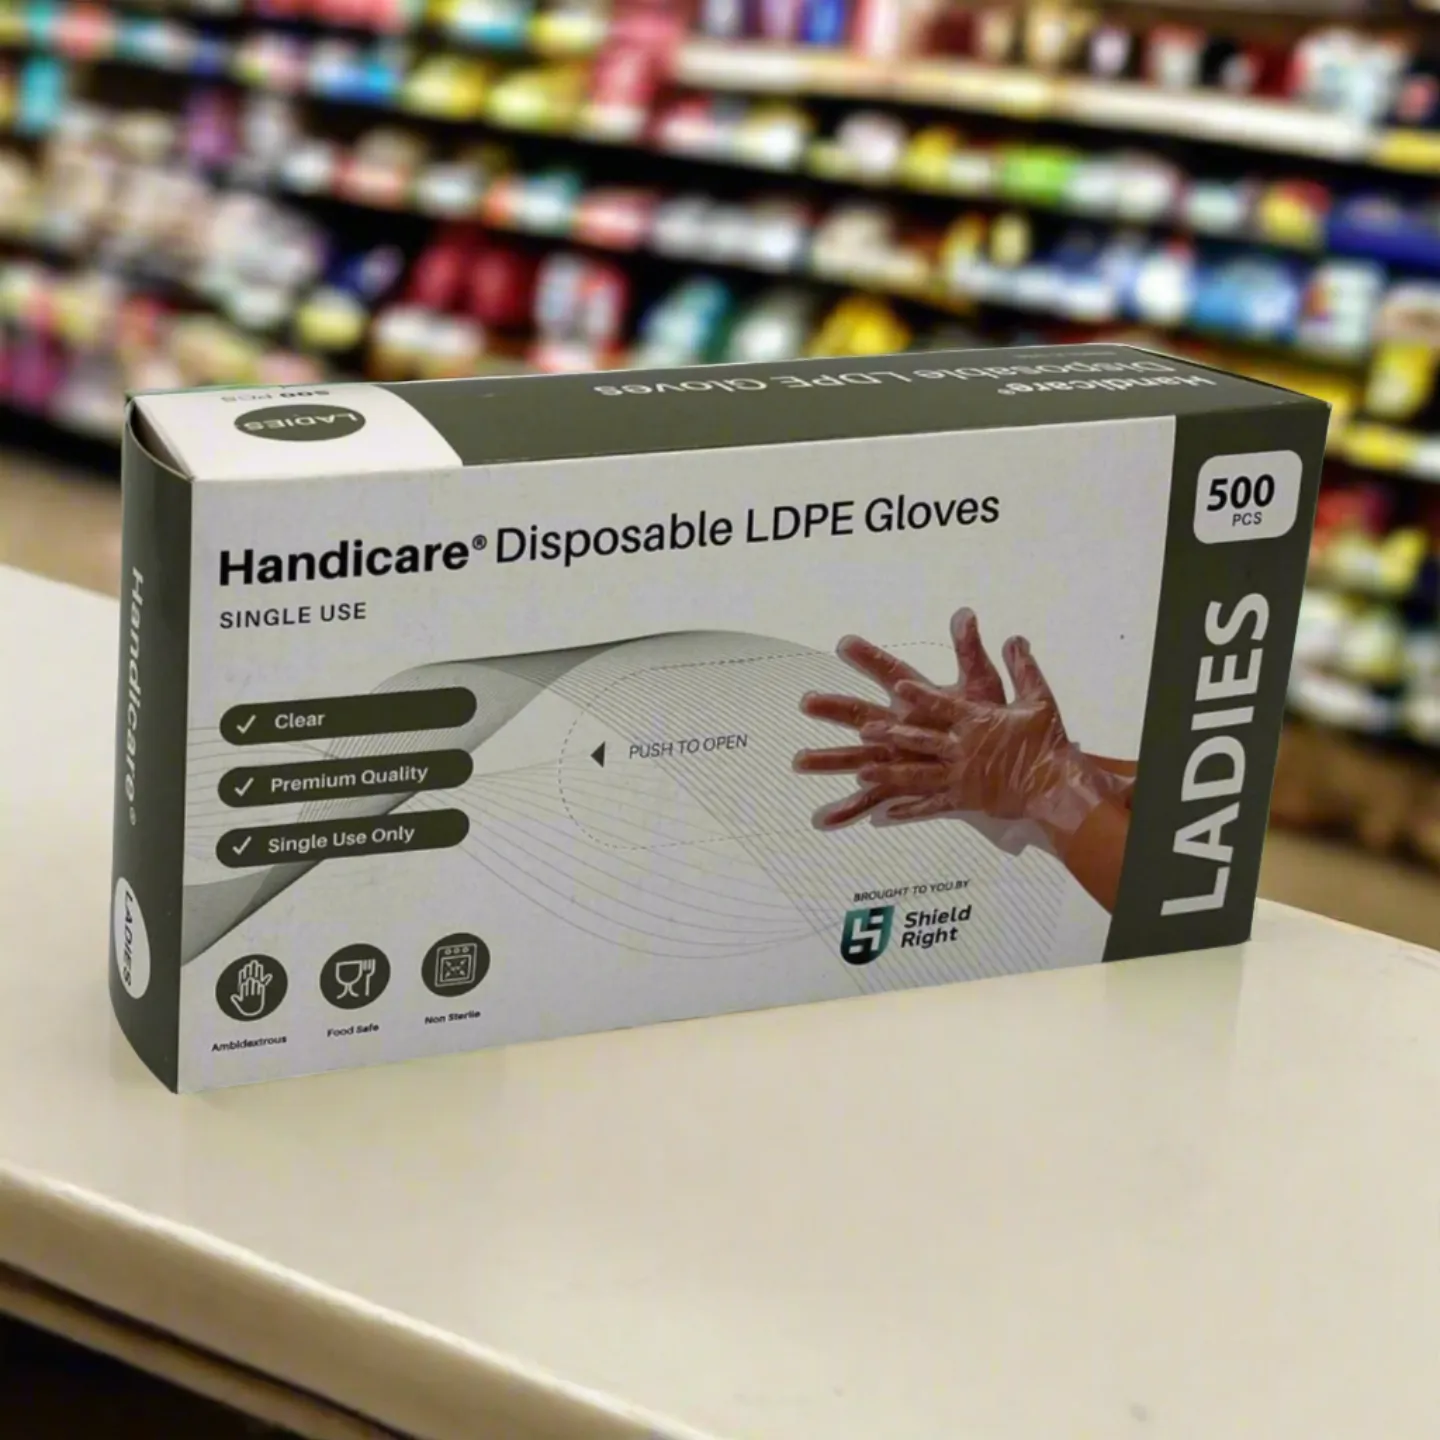 500 PCS
LADIES
Handicare®
Disposable LDPE Gloves
Handicare® Disposable LDPE Gloves
SINGLE USE
Clear
Premium Quality
Single Use Only
PUSH TO OPEN
BROUGHT TO YOU BY
Shield
Right
Ambidextrous
Food Safe
Non Sterile
500
PCS
LADIES
Handicare®
LADIES